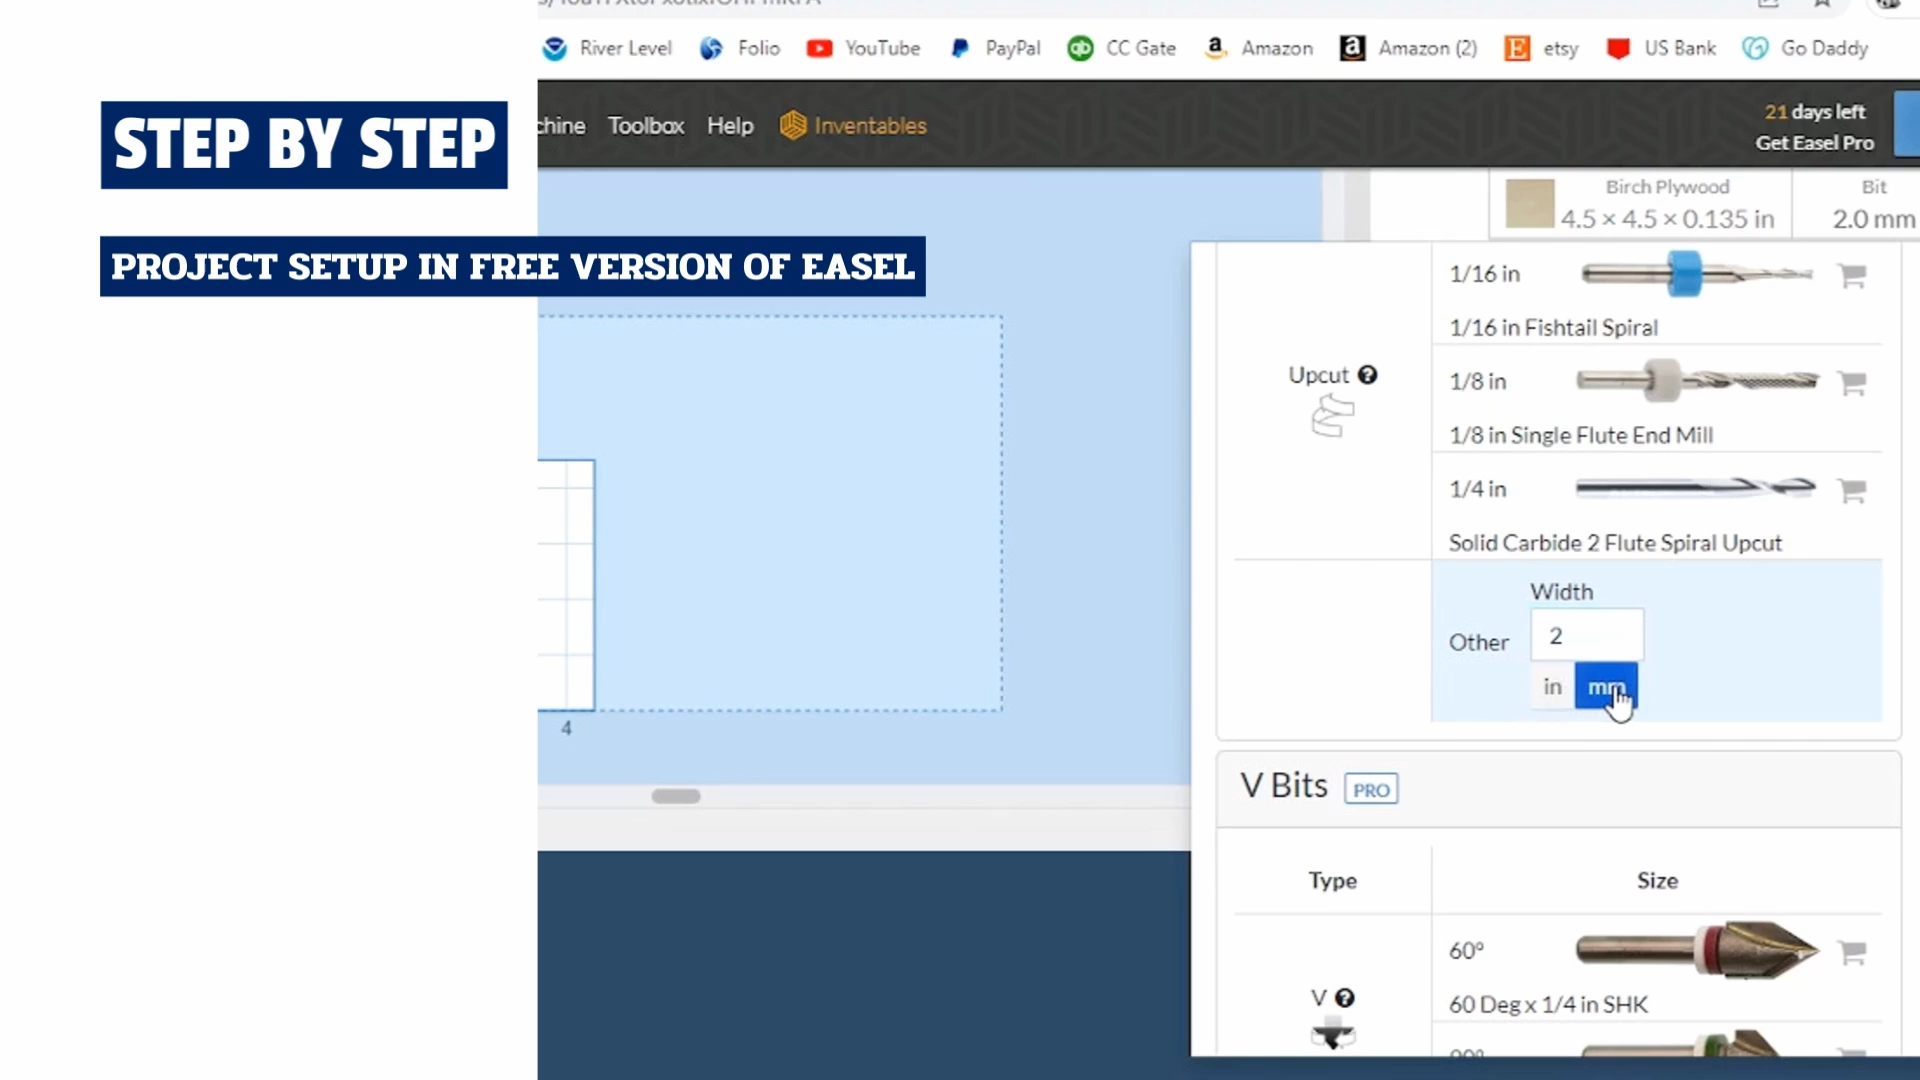 River Level
Folio
YouTube
PayPal
CC Gate
Amazon
Amazon (2)
etsy
US Bank
Go Daddy
STEP BY STEP
PROJECT SETUP IN FREE VERSION OF EASEL
chine
Toolbox
Help
Inventables
21 days left
Get Easel Pro
Birch Plywood
4.5 × 4.5 × 0.135 in
Bit
2.0 mm
Upcut
1/16 in
1/16 in Fishtail Spiral
1/8 in
1/8 in Single Flute End Mill
1/4 in
Solid Carbide 2 Flute Spiral Upcut
Other
Width
2
in
mm
4
V Bits
PRO
Type
Size
V
60°
60 Deg x 1/4 in SHK